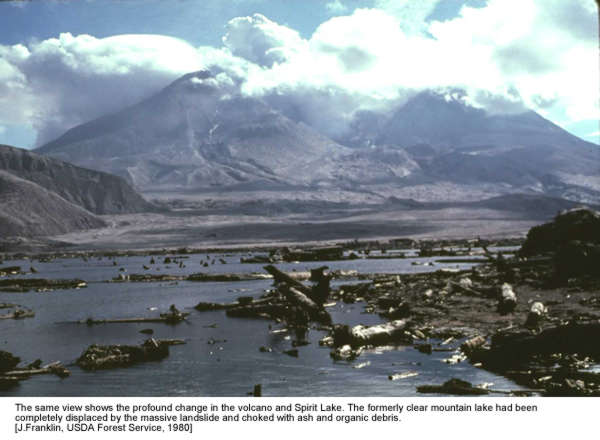 The same view shows the profound change in the volcano and Spirit Lake. The formerly clear mountain lake had been
completely displaced by the massive landslide and choked with ash and organic debris.
[J.Franklin, USDA Forest Service, 1980]